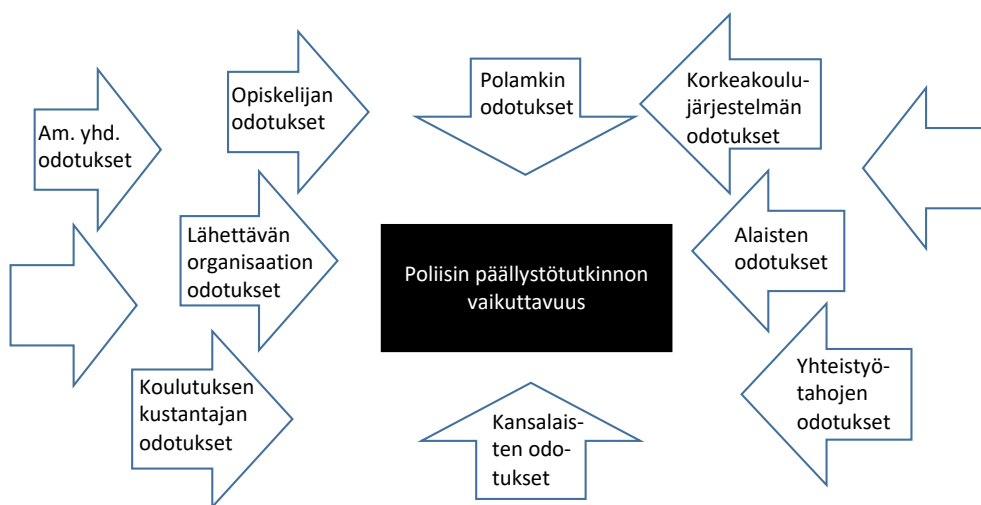 Am. yhd.
odotukset
Opiskelijan
odotukset
Polamkin
odotukset
Korkeakoulu-
järjestelmän
odotukset
Lähettävän
organisaation
odotukset
Poliisin päällystötutkinnon
vaikuttavuus
Alaisten
odotukset
Koulutuksen
kustantajan
odotukset
Kansalais-
ten odo-
tukset
Yhteistyö-
tahojen
odotukset